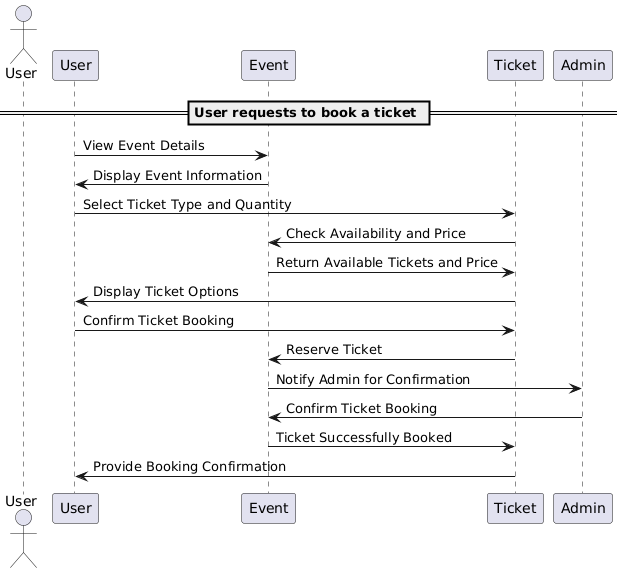 User
User Event Ticket Admin
User requests to book a ticket
View Event Details
Display Event Information
Select Ticket Type and Quantity
Check Availability and Price
Return Available Tickets and Price
Display Ticket Options
Confirm Ticket Booking
Reserve Ticket
Notify Admin for Confirmation
Confirm Ticket Booking
Ticket Successfully Booked
Provide Booking Confirmation
User
User Event Ticket Admin